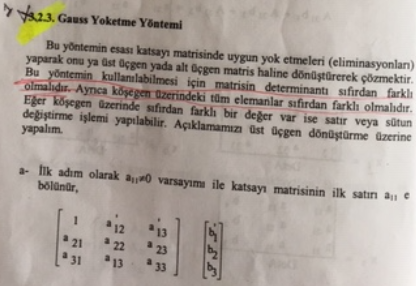 3.2.3. Gauss Yoketme Yöntemi
Bu yöntemin esası katsayı matrisinde uygun yok etmeleri (eliminasyonları)
yaparak onu ya üst üçgen yada alt üçgen matris haline dönüştürerek çözmektir.
Bu yöntemin kullanılabilmesi için matrisin determinantı sıfırdan farklı
olmalıdır. Ayrıca köşegen üzerindeki tüm elemanlar sıfırdan farklı olmalıdır.
Eğer köşegen üzerinde sıfırdan farklı bir değer var ise satır veya sütun
değiştirme işlemi yapılabilir. Açıklamamızı üst üçgen dönüştürme üzerine
yapalım.
a- İlk adım olarak a₁₁≠0 varsayımı ile katsayı matrisinin ilk satırı a₁₁ e
bölünür,
1 a'12 a'13 b'1
a21 a22 a23 b2
a31 a13 a33 b3